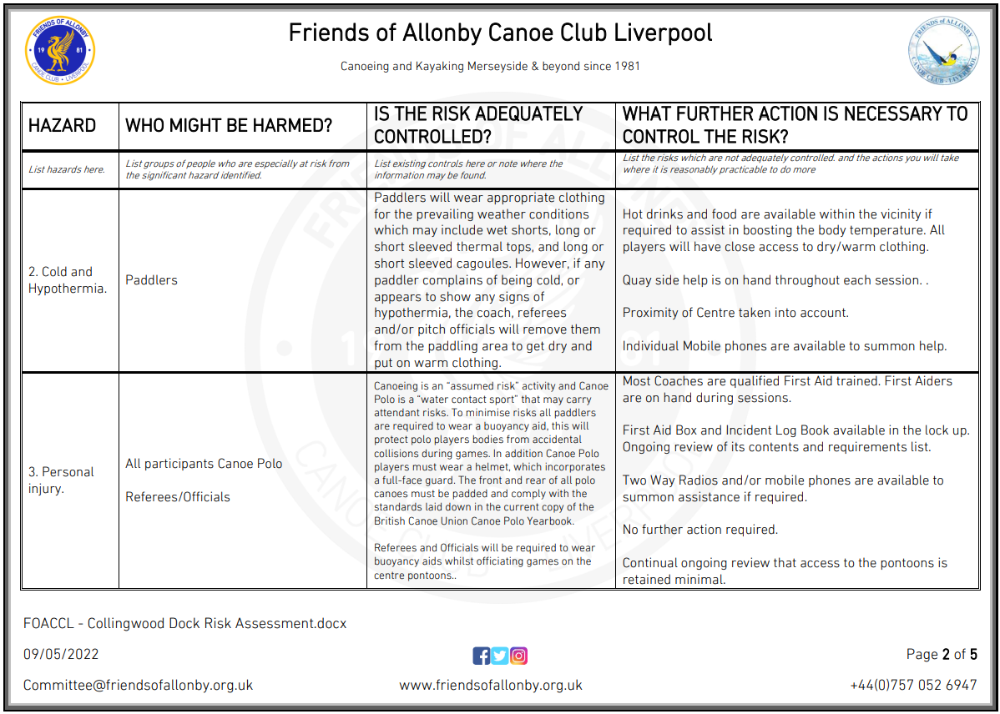 FRIENDS OF ALLONBY
19 81
CANOE CLUB • LIVERPOOL
Friends of Allonby Canoe Club Liverpool
Canoeing and Kayaking Merseyside & beyond since 1981
FRIENDS OF ALLONBY
CANOE CLUB - LIVERPOOL
HAZARD
WHO MIGHT BE HARMED?
IS THE RISK ADEQUATELY
CONTROLLED?
WHAT FURTHER ACTION IS NECESSARY TO
CONTROL THE RISK?
List hazards here.
List groups of people who are especially at risk from
the significant hazard identified.
List existing controls here or note where the
information may be found.
List the risks which are not adequately controlled. and the actions you will take
where it is reasonably practicable to do more
2. Cold and
Hypothermia.
Paddlers
Paddlers will wear appropriate clothing
for the prevailing weather conditions
which may include wet shorts, long or
short sleeved thermal tops, and long or
short sleeved cagoules. However, if any
paddler complains of being cold, or
appears to show any signs of
hypothermia, the coach, referees
and/or pitch officials will remove them
from the paddling area to get dry and
put on warm clothing.
Hot drinks and food are available within the vicinity if
required to assist in boosting the body temperature. All
players will have close access to dry/warm clothing.
Quay side help is on hand throughout each session. .
Proximity of Centre taken into account.
Individual Mobile phones are available to summon help.
3. Personal
injury.
All participants Canoe Polo
Referees/Officials
Canoeing is an “assumed risk” activity and Canoe
Polo is a “water contact sport” that may carry
attendant risks. To minimise risks all paddlers
are required to wear a buoyancy aid, this will
protect polo players bodies from accidental
collisions during games. In addition Canoe Polo
players must wear a helmet, which incorporates
a full-face guard. The front and rear of all polo
canoes must be padded and comply with the
standards laid down in the current copy of the
British Canoe Union Canoe Polo Yearbook.
Referees and Officials will be required to wear
buoyancy aids whilst officiating games on the
centre pontoons..
Most Coaches are qualified First Aid trained. First Aiders
are on hand during sessions.
First Aid Box and Incident Log Book available in the lock up.
Ongoing review of its contents and requirements list.
Two Way Radios and/or mobile phones are available to
summon assistance if required.
No further action required.
Continual ongoing review that access to the pontoons is
retained minimal.
FOACCL - Collingwood Dock Risk Assessment.docx
09/05/2022
Page 2 of 5
Committee@friendsofallonby.org.uk
www.friendsofallonby.org.uk
+44(0)757 052 6947